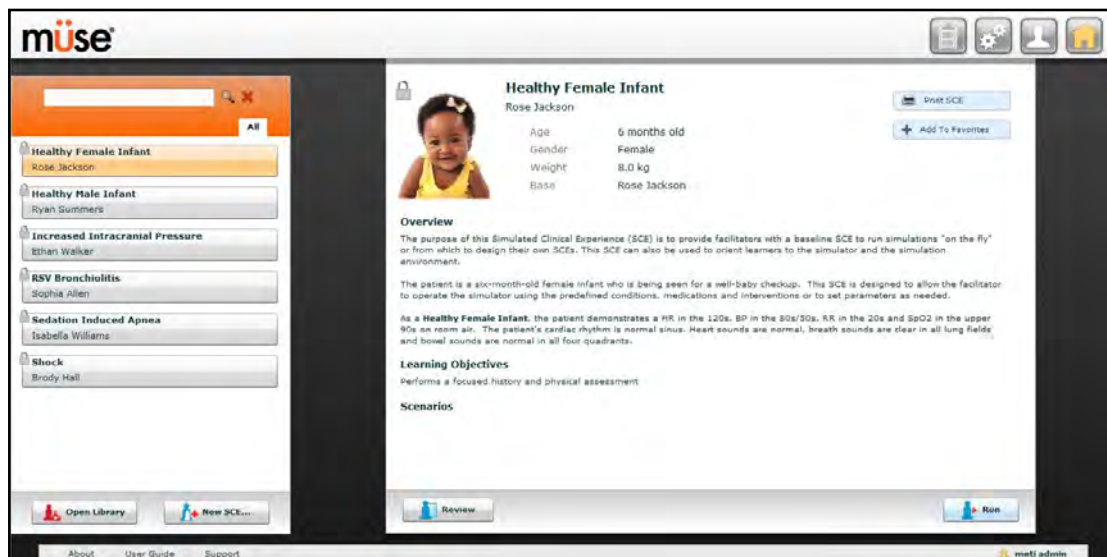 müse
All
Healthy Female Infant
Rose Jackson
Healthy Male Infant
Ryan Summers
Increased Intracranial Pressure
Ethan Walker
RSV Bronchiolitis
Sophia Allen
Sedation Induced Apnea
Isabella Williams
Shock
Brody Hall
Open Library
New SCE...
Healthy Female Infant
Rose Jackson
Age 6 months old
Gender Female
Weight 8.0 kg
Base Rose Jackson
Print SCE
Add To Favorites
Overview
The purpose of this Simulated Clinical Experience (SCE) is to provide facilitators with a baseline SCE to run simulations "on the fly"
or from which to design their own SCEs. This SCE can also be used to orient learners to the simulator and the simulation
environment.
The patient is a six-month-old female infant who is being seen for a well-baby checkup. This SCE is designed to allow the facilitator
to operate the simulator using the predefined conditions, medications and interventions or to set parameters as needed.
As a Healthy Female Infant, the patient demonstrates a HR in the 120s, BP in the 80s/50s, RR in the 20s and SpO2 in the upper
90s on room air. The patient's cardiac rhythm is normal sinus. Heart sounds are normal, breath sounds are clear in all lung fields
and bowel sounds are normal in all four quadrants.
Learning Objectives
Performs a focused history and physical assessment
Scenarios
Review
Run
About User Guide Support
meti admin